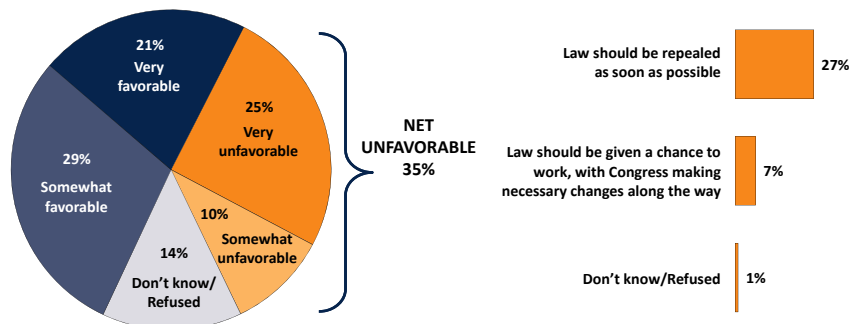 21%
Very
favorable
25%
Very
unfavorable
10%
Somewhat
unfavorable
14%
Don't know/
Refused
29%
Somewhat
favorable
NET
UNFAVORABLE
35%
Law should be repealed
as soon as possible
27%
Law should be given a chance to
work, with Congress making
necessary changes along the way
7%
Don't know/Refused
1%